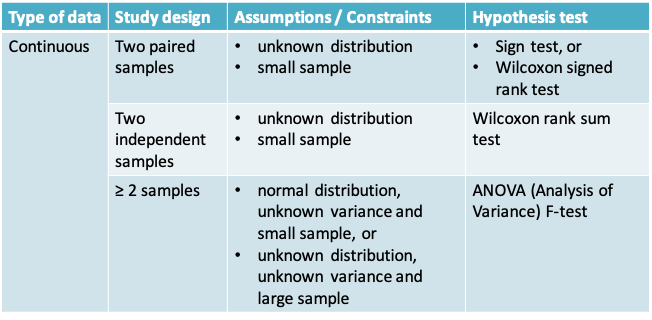 Type of data Study design Assumptions / Constraints Hypothesis test
Continuous
Two paired
samples
• unknown distribution
• small sample
• Sign test, or
• Wilcoxon signed
rank test
Two
independent
samples
• unknown distribution
• small sample
Wilcoxon rank sum
test
≥ 2 samples
• normal distribution,
unknown variance and
small sample, or
• unknown distribution,
unknown variance and
large sample
ANOVA (Analysis of
Variance) F-test